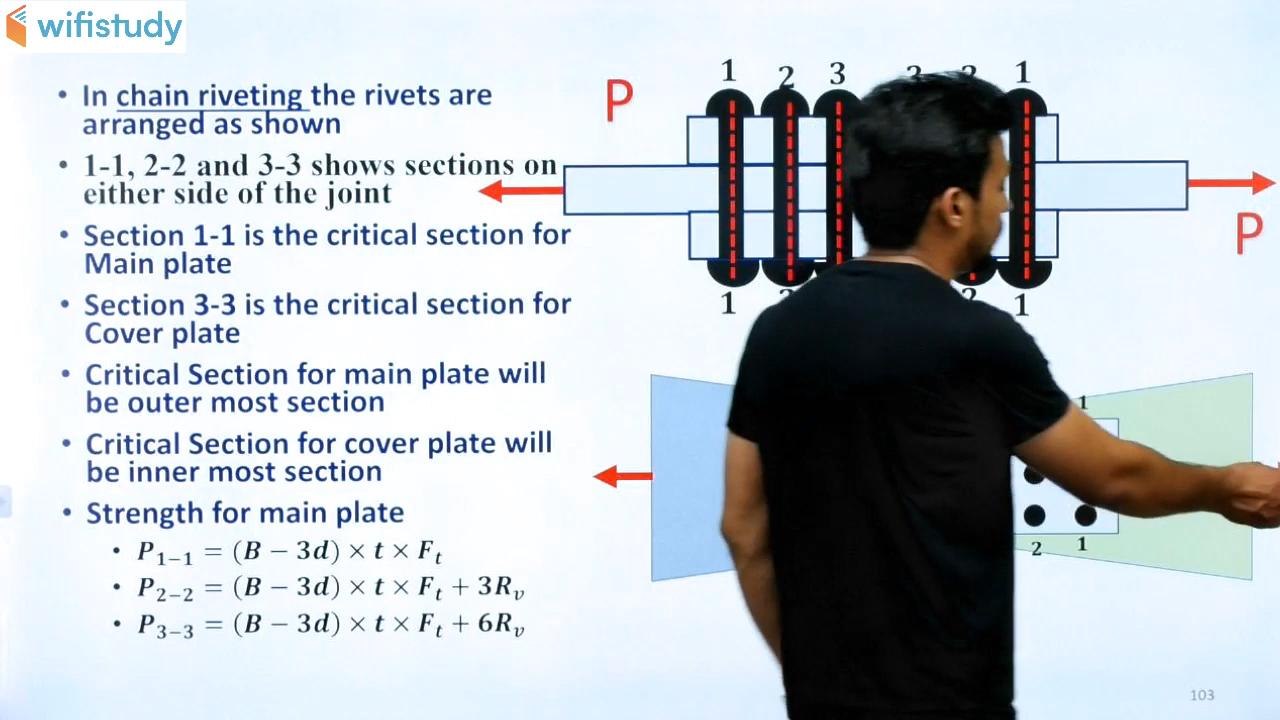 wifistudy
• In chain riveting the rivets are
arranged as shown
• 1-1, 2-2 and 3-3 shows sections on
either side of the joint
• Section 1-1 is the critical section for
Main plate
• Section 3-3 is the critical section for
Cover plate
• Critical Section for main plate will
be outer most section
• Critical Section for cover plate will
be inner most section
• Strength for main plate
• P₁₋₁ = (B − 3d) × t × Fₜ
• P₂₋₂ = (B − 3d) × t × Fₜ + 3Rᵥ
• P₃₋₃ = (B − 3d) × t × Fₜ + 6Rᵥ
1 2 3 1
P
P
1 1
1
2 1
103